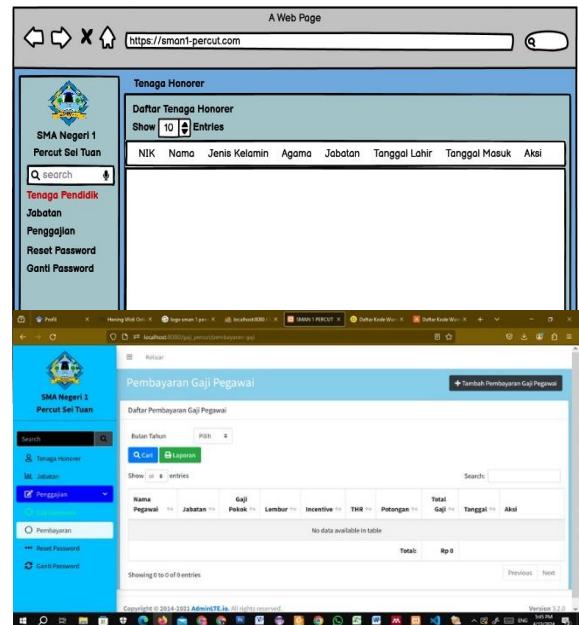 A Web Page
https://sman1-percut.com
SMA Negeri 1
Percut Sei Tuan
search
Tenaga Pendidik
Jabatan
Penggajian
Reset Password
Ganti Password
Tenaga Honorer
Daftar Tenaga Honorer
Show 10 Entries
NIK Nama Jenis Kelamin Agama Jabatan Tanggal Lahir Tanggal Masuk Aksi
Profil
SMAN 1 PERCUT
Keluar
SMA Negeri 1
Percut Sei Tuan
Search
Tenaga Honorer
Jabatan
Penggajian
Pembayaran
Reset Password
Ganti Password
Pembayaran Gaji Pegawai
Tambah Pembayaran Gaji Pegawai
Daftar Pembayaran Gaji Pegawai
Bulan Tahun Pilih
Cari Laporan
Show 10 entries Search:
Nama Pegawai Jabatan Gaji Pokok Lembur Incentive THR Potongan Total Gaji Tanggal Aksi
No data available in table
Total: Rp 0
Showing 0 to 0 of 0 entries Previous Next
Copyright © 2014-2021 AdminLTE.io. All rights reserved. Version 3.2.0
ENG